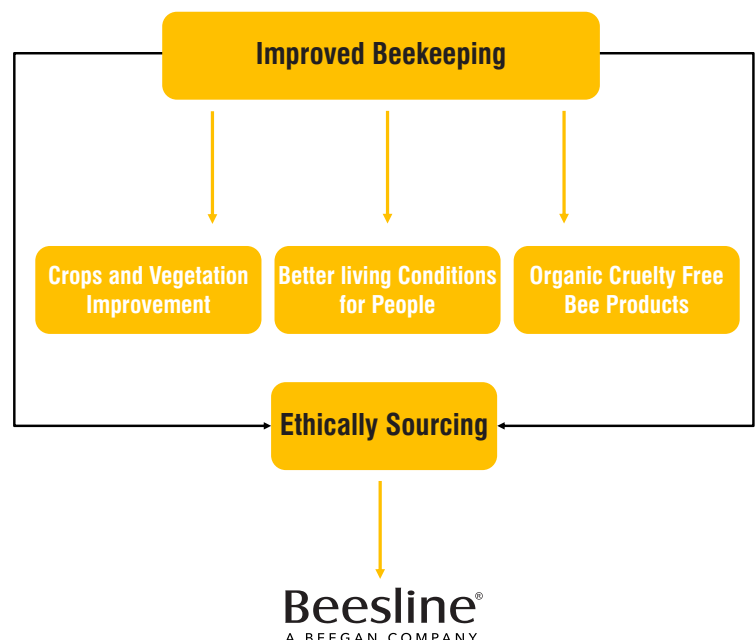 Improved Beekeeping
Crops and Vegetation
Improvement
Better living Conditions
for People
Organic Cruelty Free
Bee Products
Ethically Sourcing
Beesline®
A BEEGAN COMPANY